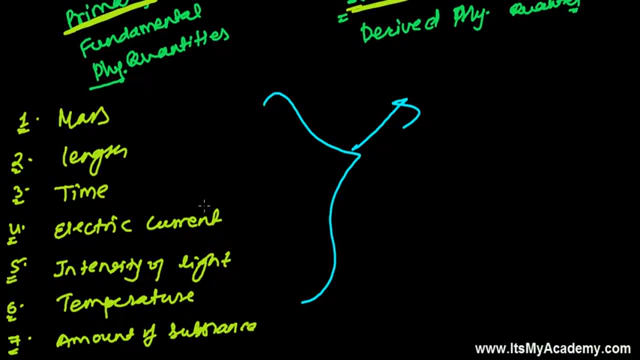 Fundamental
Phy. Quantities
Derived Phy.
1. Mass
2. length
3. Time
4. Electric current
5. Intensity of light
6. Temperature
7. Amount of substance
www.ItsMyAcademy.com